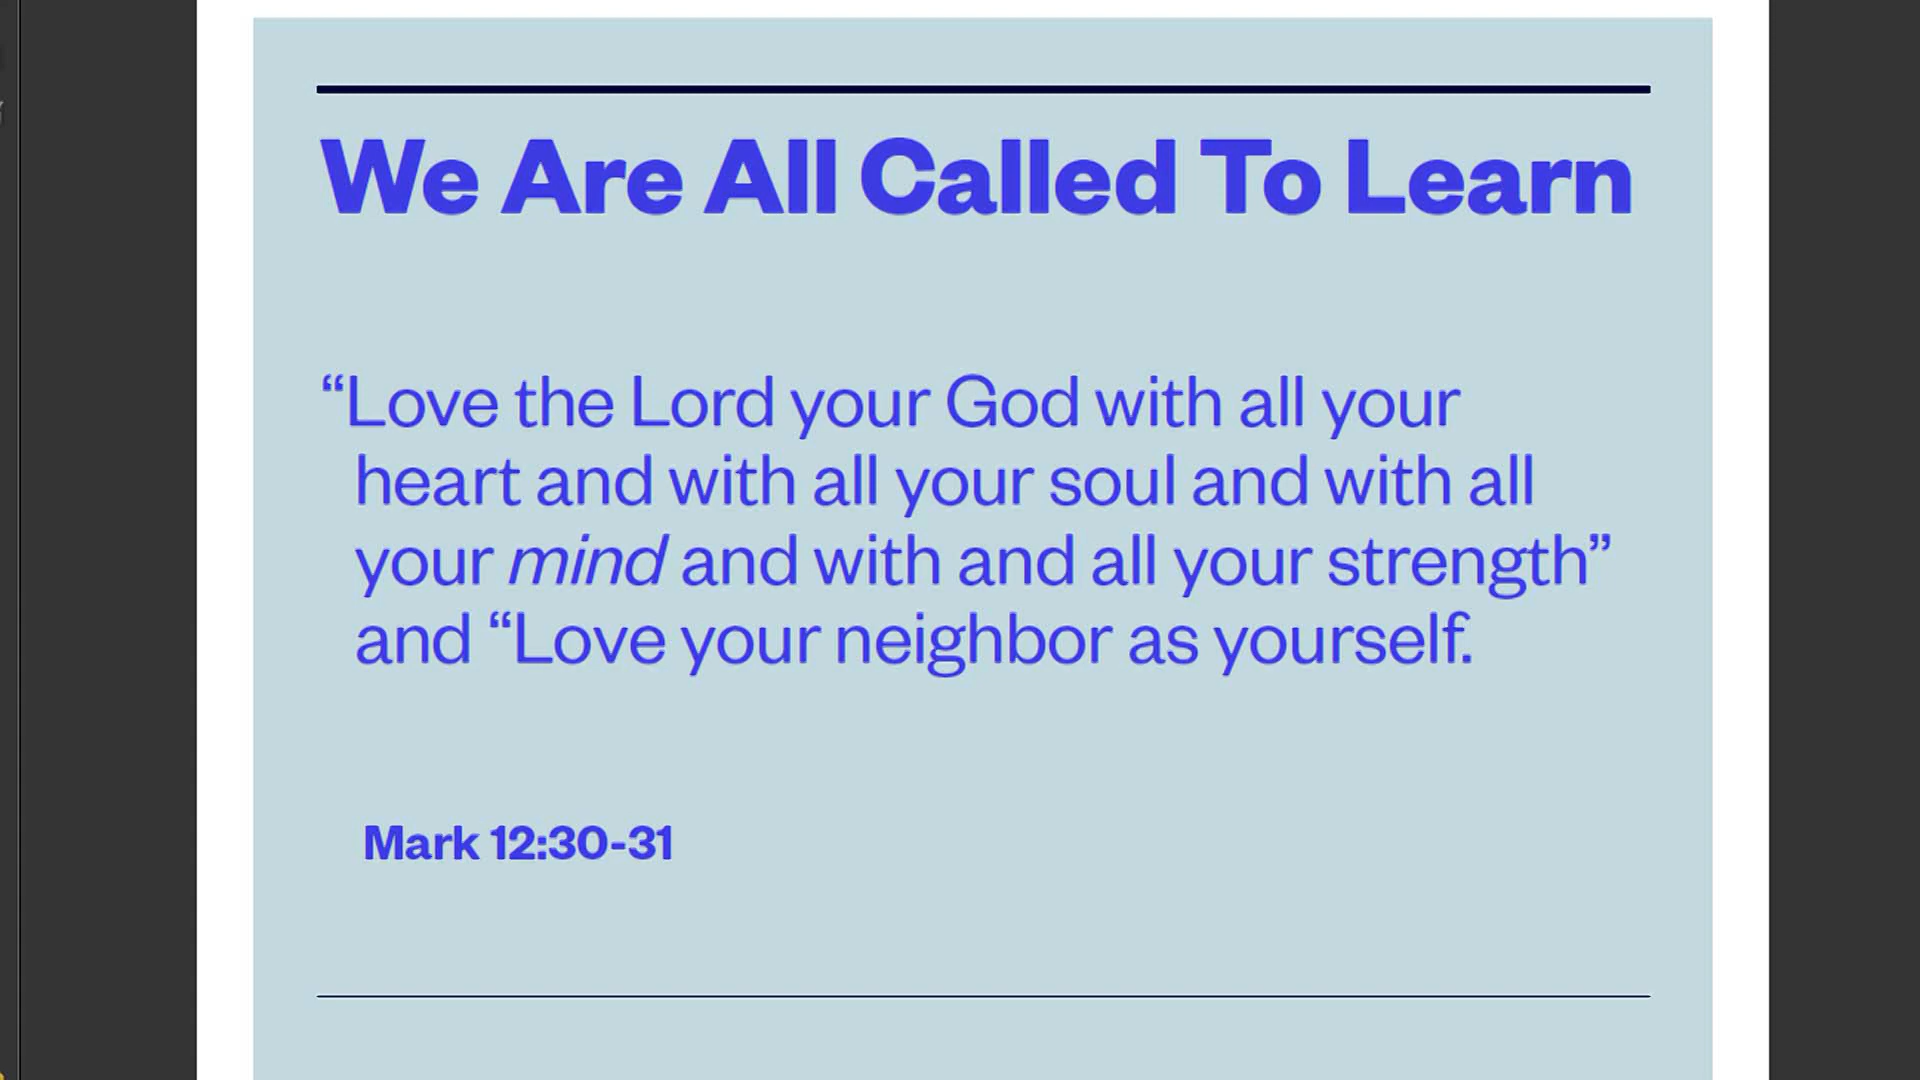 We Are All Called To Learn
“Love the Lord your God with all your
heart and with all your soul and with all
your mind and with and all your strength”
and “Love your neighbor as yourself.
Mark 12:30-31